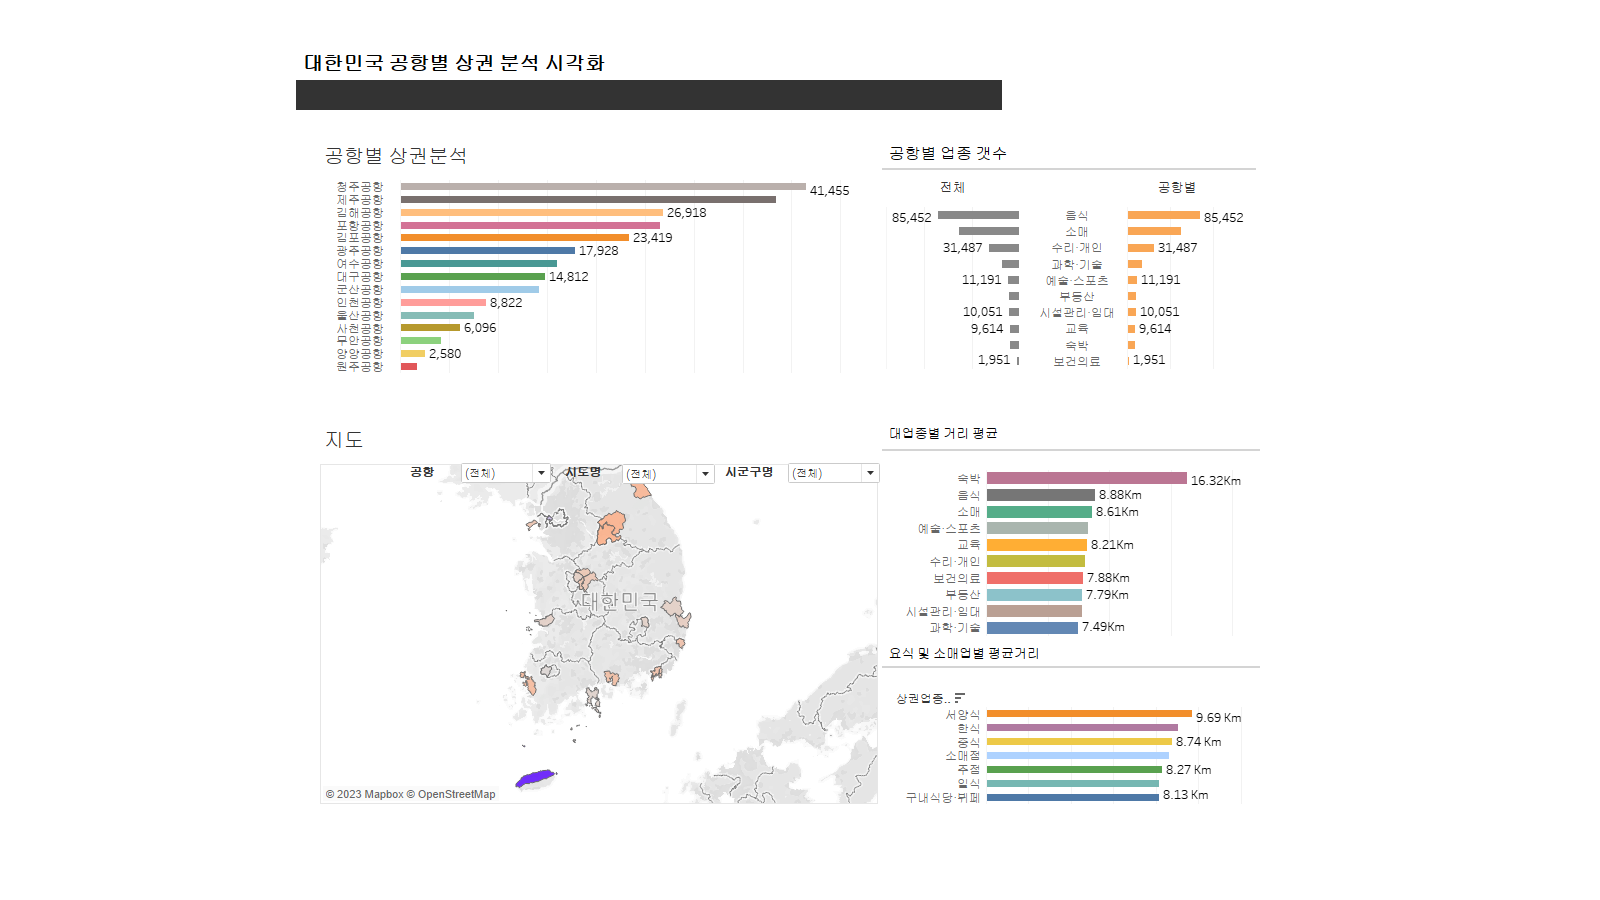 대한민국 공항별 상권 분석 시각화
공항별 상권분석
청주공항 41,455
제주공항
김해공항 26,918
포항공항
김포공항 23,419
광주공항 17,928
여수공항
대구공항 14,812
군산공항
인천공항 8,822
울산공항
사천공항 6,096
무안공항
양양공항 2,580
원주공항
공항별 업종 갯수
전체 공항별
85,452 음식 85,452
소매
31,487 수리·개인 31,487
과학·기술
11,191 예술·스포츠 11,191
부동산
10,051 시설관리·임대 10,051
9,614 교육 9,614
숙박
1,951 보건의료 1,951
지도
공항 (전체) 시도명 (전체) 시군구명 (전체)
대한민국
© 2023 Mapbox © OpenStreetMap
대업종별 거리 평균
숙박 16.32Km
음식 8.88Km
소매 8.61Km
예술·스포츠
교육 8.21Km
수리·개인
보건의료 7.88Km
부동산 7.79Km
시설관리·임대
과학·기술 7.49Km
요식 및 소매업별 평균거리
상권업종..
서양식 9.69 Km
한식
중식 8.74 Km
소매점
주점 8.27 Km
일식
구내식당·뷔페 8.13 Km